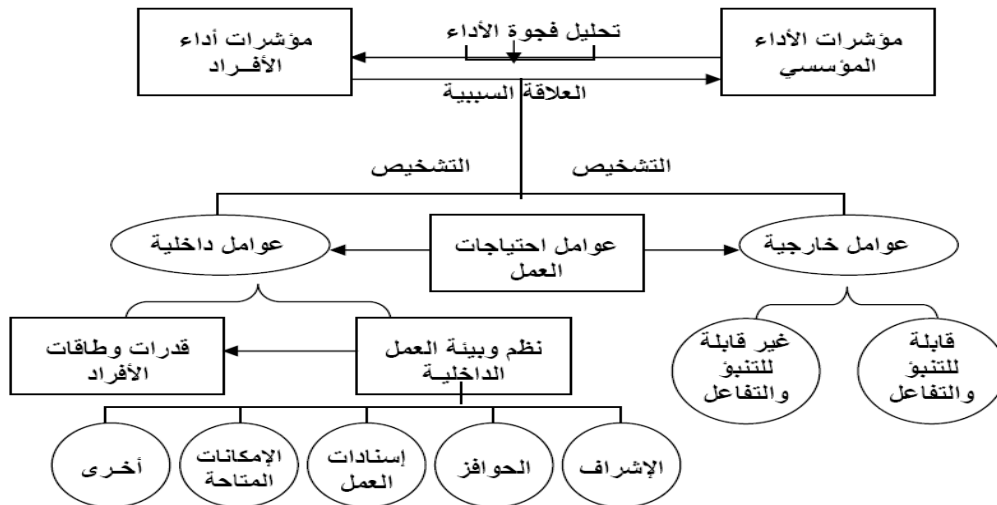 مؤشرات الأداء
المؤسسي
تحليل فجوة الأداء
مؤشرات أداء
الأفـــراد
العلاقة السببية
التشخيص
التشخيص
عوامل خارجية
عوامل احتياجات
العمل
عوامل داخلية
قابلة
للتنبؤ
والتفاعل
غير قابلة
للتنبؤ
والتفاعل
نظم وبيئة العمل
الداخليـة
قدرات وطاقات
الأفراد
الإشراف
الحوافز
إسنادات
العمل
الإمكانات
المتاحة
أخـرى